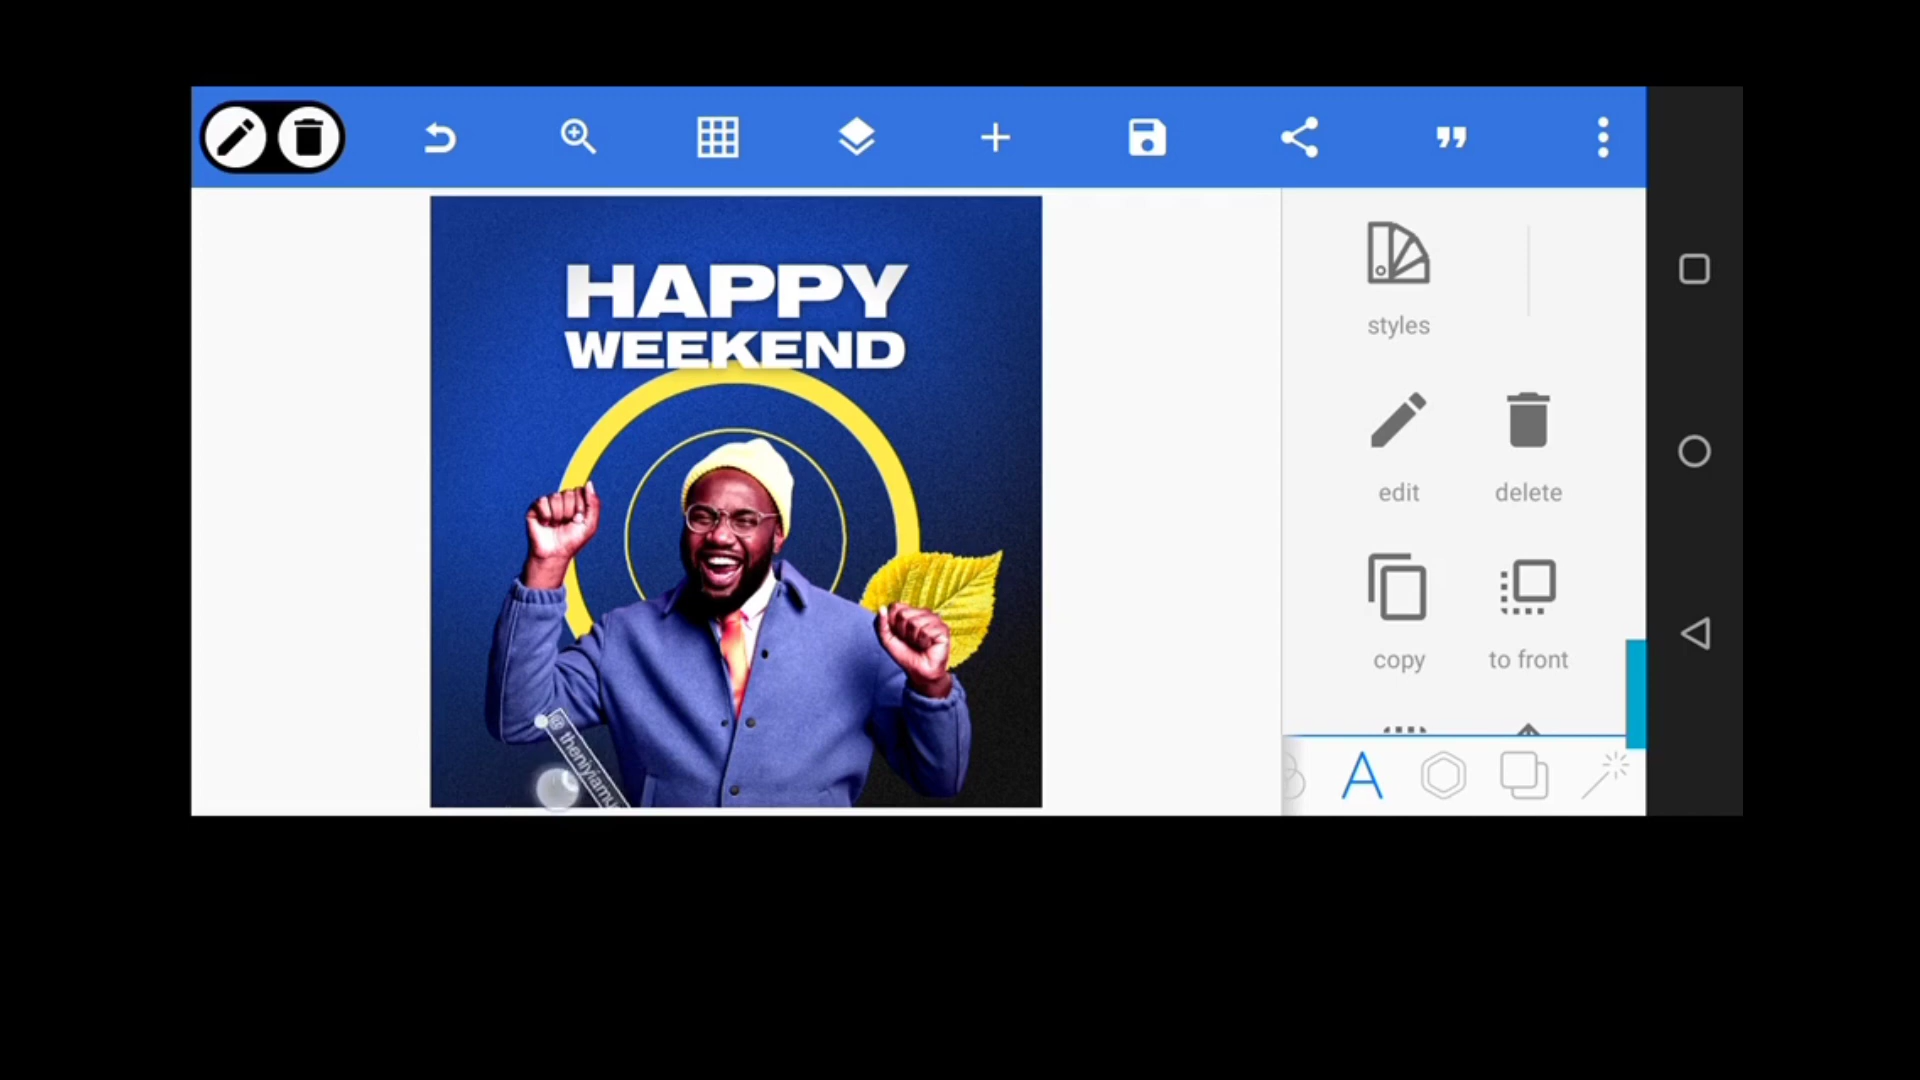 HAPPY
WEEKEND
styles
edit
delete
copy
to front